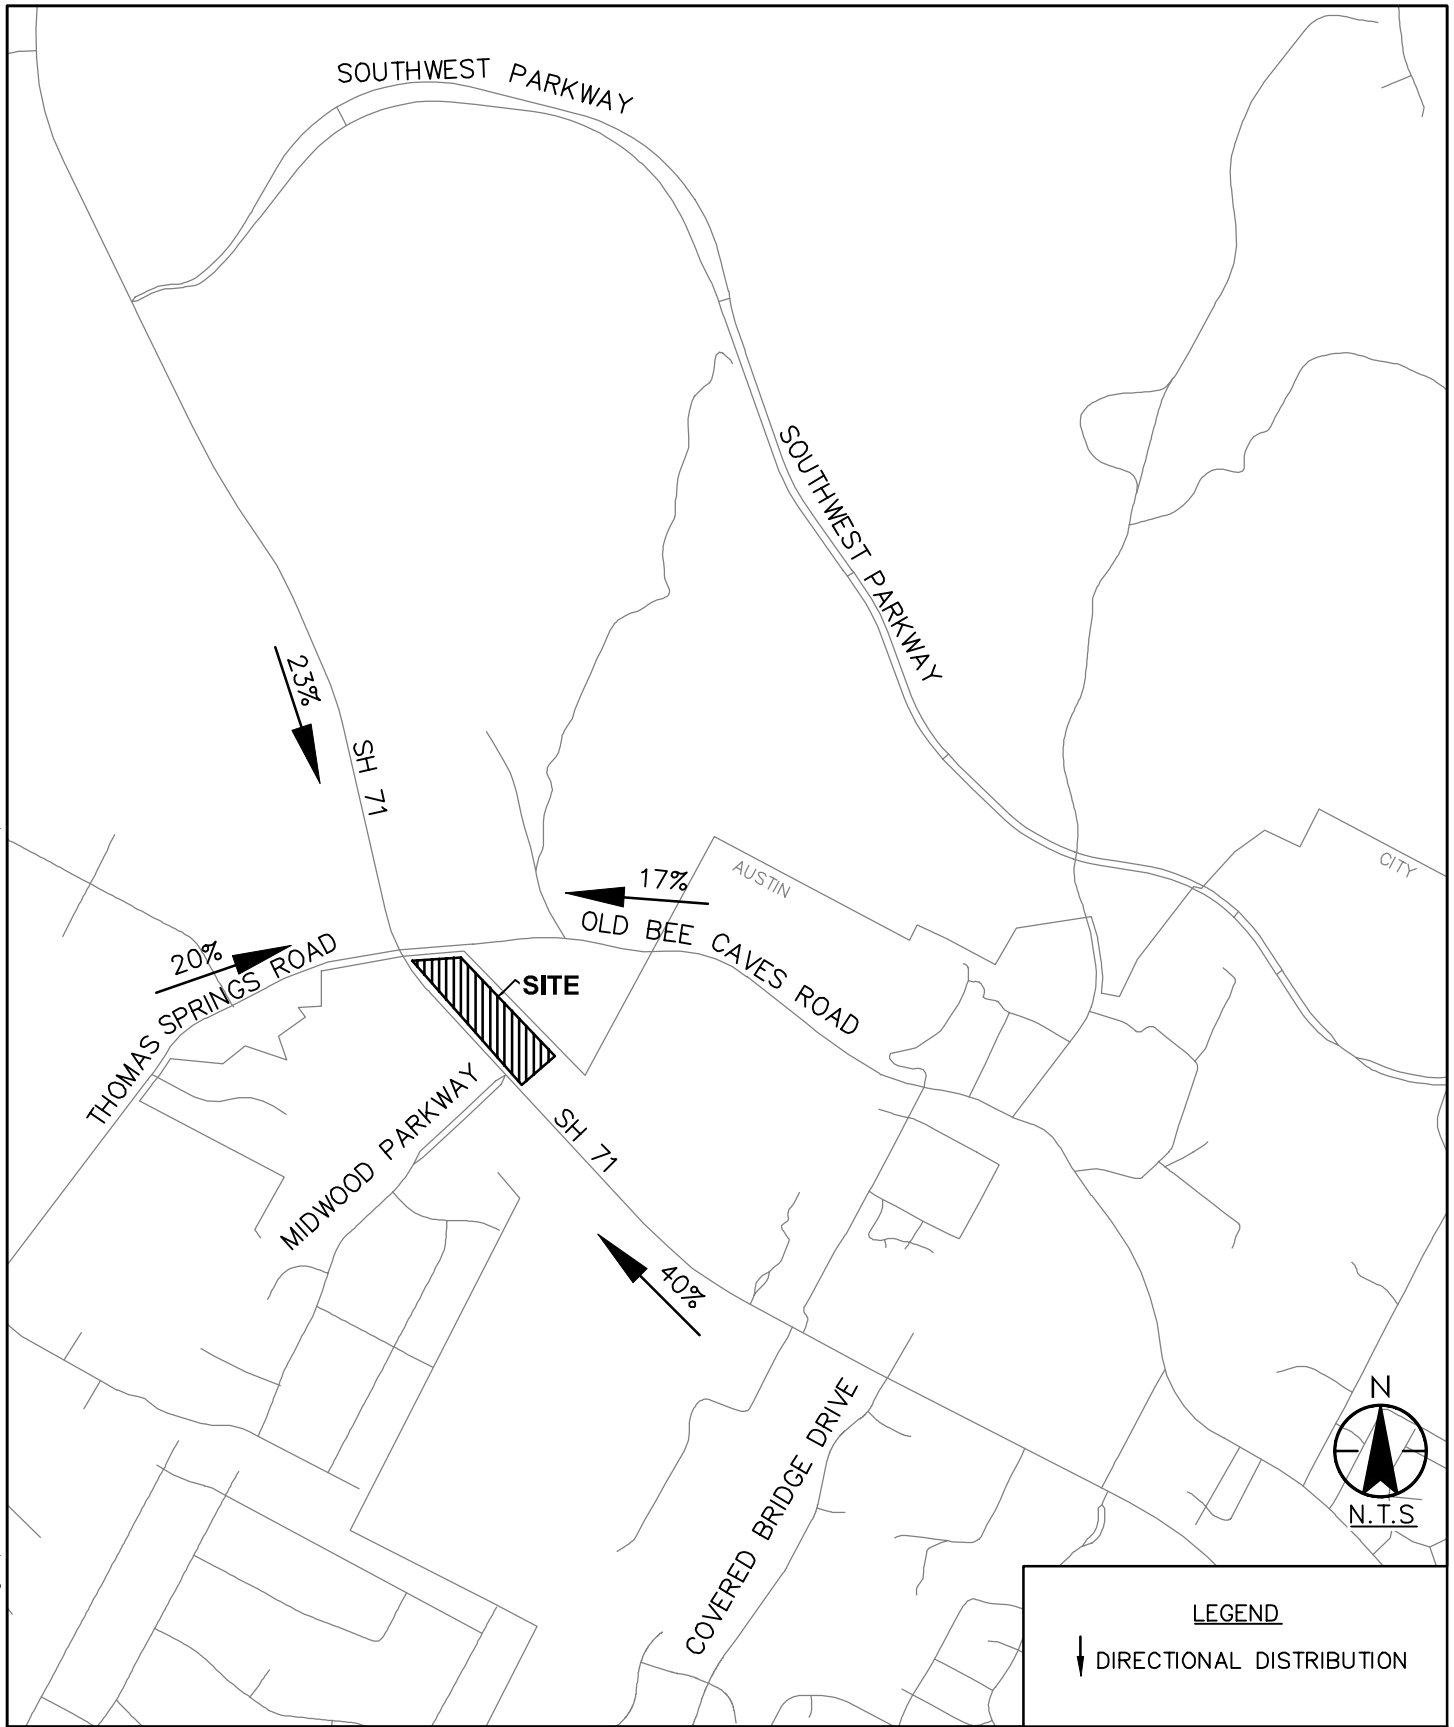 SOUTHWEST PARKWAY
SOUTHWEST PARKWAY
23%
SH 71
17%
AUSTIN
CITY
OLD BEE CAVES ROAD
20%
THOMAS SPRINGS ROAD
SITE
MIDWOOD PARKWAY
SH 71
40%
COVERED BRIDGE DRIVE
N
N.T.S
LEGEND
DIRECTIONAL DISTRIBUTION